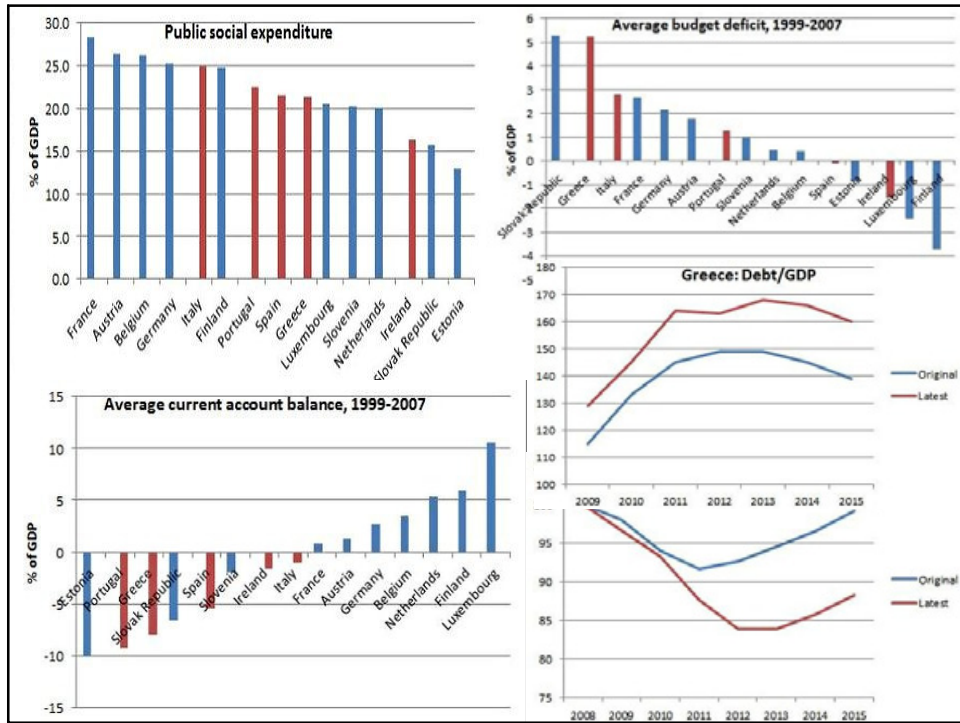 Public social expenditure
% of GDP
30.0
25.0
20.0
15.0
10.0
5.0
0.0
France
Austria
Belgium
Germany
Italy
Finland
Portugal
Spain
Greece
Luxembourg
Slovenia
Netherlands
Ireland
Slovak Republic
Estonia
Average budget deficit, 1999-2007
% of GDP
6
5
4
3
2
1
0
-1
-3
-4
-5
Slovak Republic
Greece
Italy
France
Germany
Austria
Portugal
Slovenia
Netherlands
Belgium
Spain
Estonia
Ireland
Luxembourg
Finland
Greece: Debt/GDP
180
170
160
150
140
130
120
110
100
2009 2010 2011 2012 2013 2014 2015
Original
Latest
Average current account balance, 1999-2007
% of GDP
15
10
5
0
-5
-10
-15
Estonia
Portugal
Greece
Slovak Republic
Spain
Slovenia
Ireland
Italy
France
Austria
Germany
Belgium
Netherlands
Finland
Luxembourg
95
90
85
80
75
2008 2009 2010 2011 2012 2013 2014 2015
Original
Latest